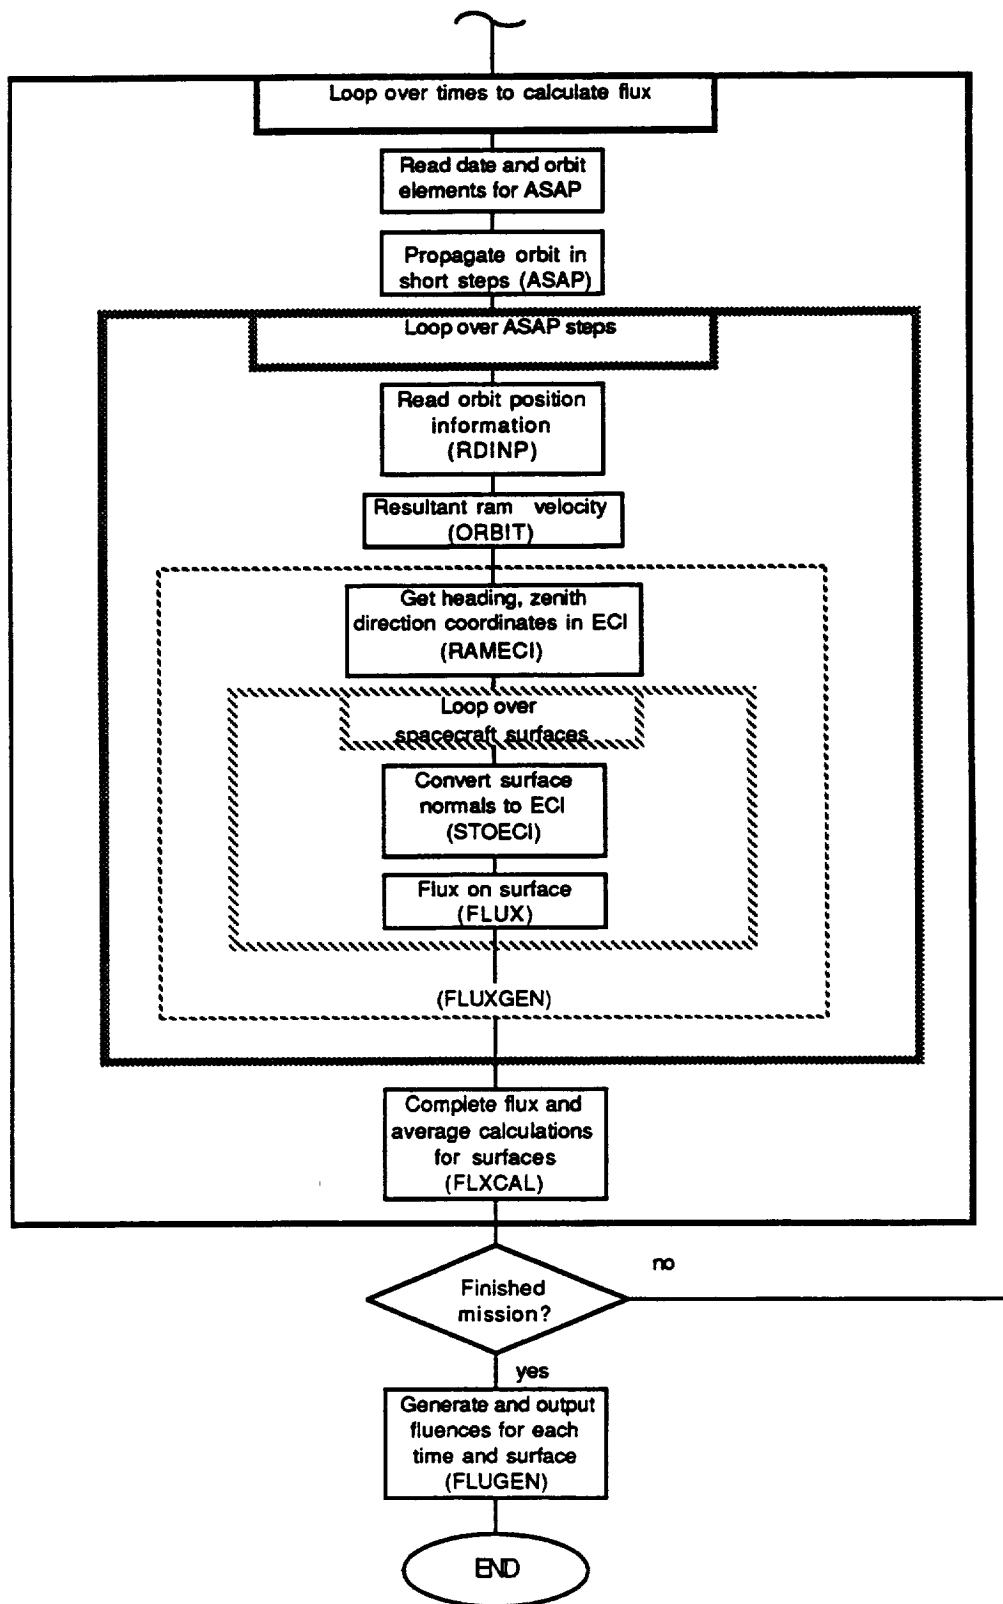 Loop over times to calculate flux
Read date and orbit
elements for ASAP
Propagate orbit in
short steps (ASAP)
Loop over ASAP steps
Read orbit position
information
(RDINP)
Resultant ram velocity
(ORBIT)
Get heading, zenith
direction coordinates in ECI
(RAMECI)
Loop over
spacecraft surfaces
Convert surface
normals to ECI
(STOECI)
Flux on surface
(FLUX)
(FLUXGEN)
Complete flux and
average calculations
for surfaces
(FLXCAL)
no
Finished
mission?
yes
Generate and output
fluences for each
time and surface
(FLUGEN)
END